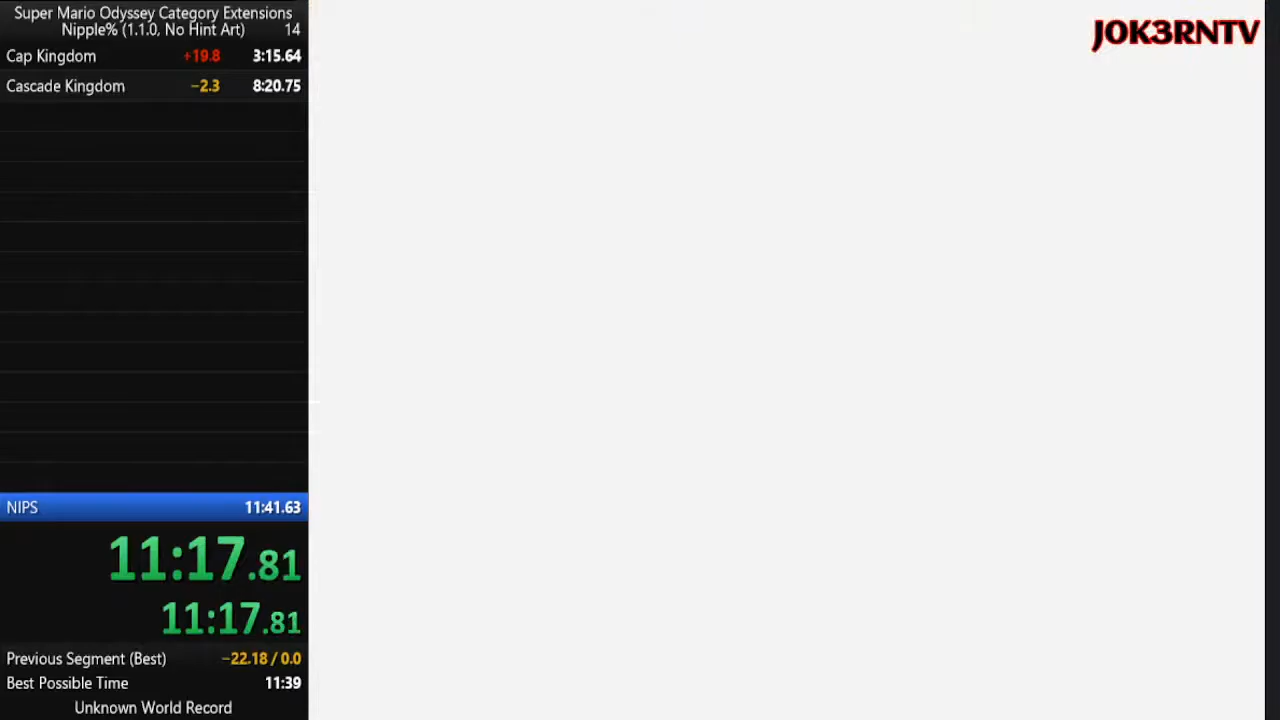 Super Mario Odyssey Category Extensions
Nipple% (1.1.0, No Hint Art) 14
Cap Kingdom +19.8 3:15.64
Cascade Kingdom −2.3 8:20.75
NIPS 11:41.63
11:17.81
11:17.81
Previous Segment (Best) −22.18 / 0.0
Best Possible Time 11:39
Unknown World Record
JOK3RNTV